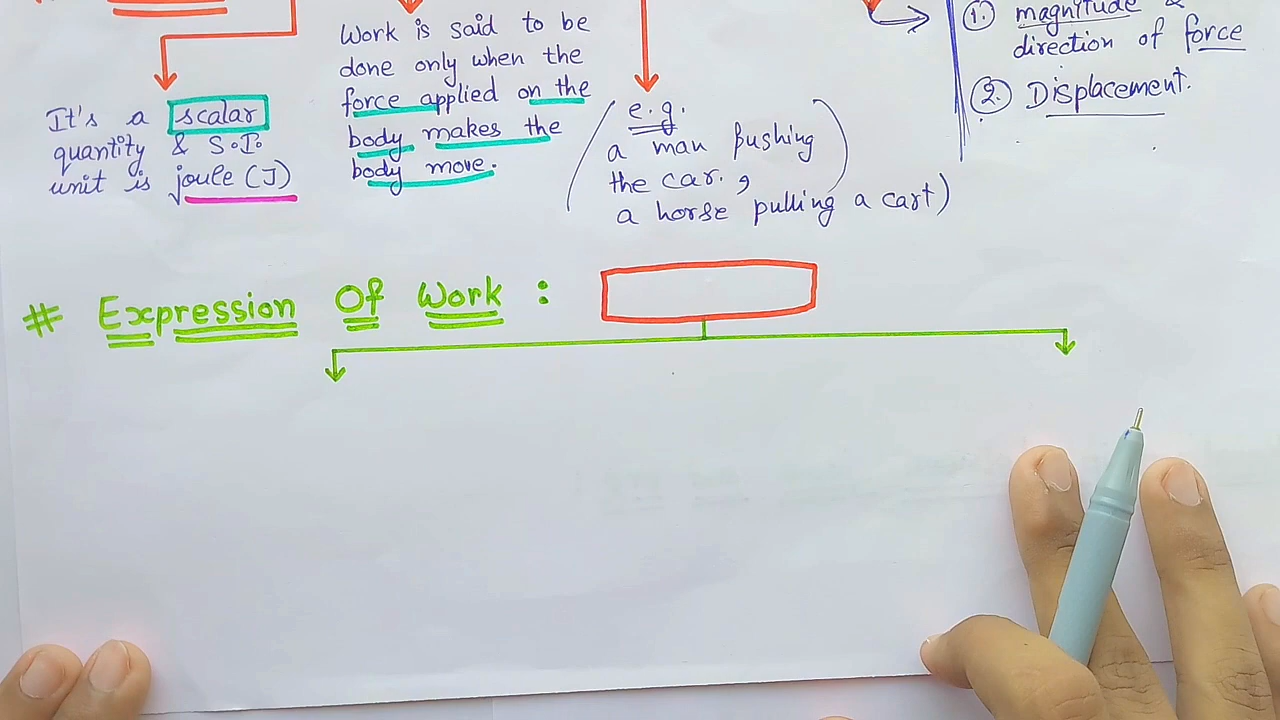 It's a scalar
quantity & S.I.
unit is joule (J)
Work is said to be
done only when the
force applied on the
body makes the
body move.
( e.g. )
a man pushing
the car.,
a horse pulling a cart)
1. magnitude &
direction of force
2. Displacement.
# Expression Of Work :